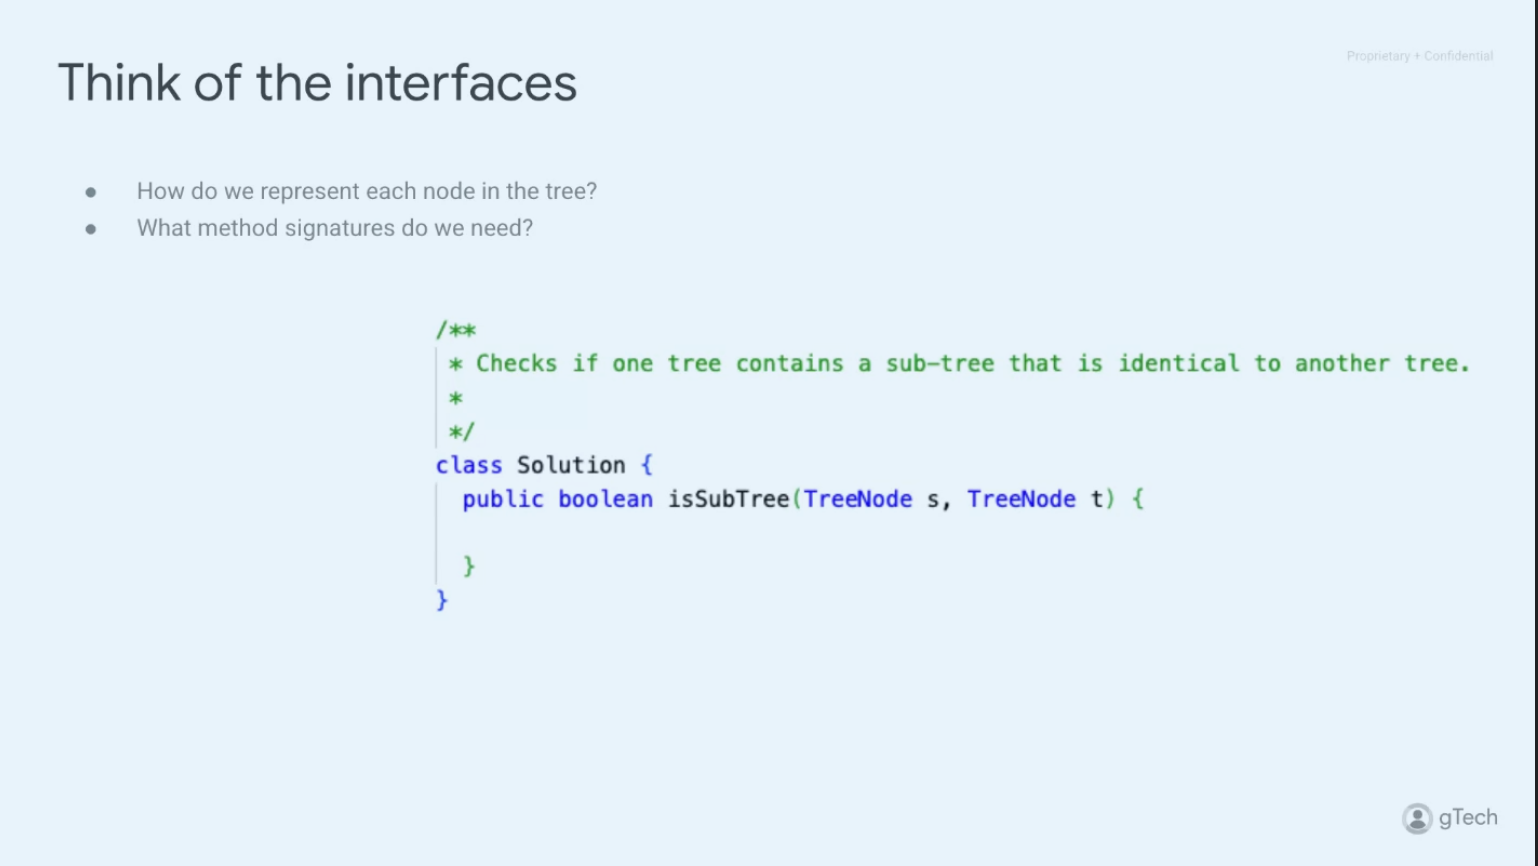 Proprietary + Confidential
Think of the interfaces
● How do we represent each node in the tree?
● What method signatures do we need?
/**
* Checks if one tree contains a sub-tree that is identical to another tree.
*
*/
class Solution {
public boolean isSubTree(TreeNode s, TreeNode t) {
}
}
gTech